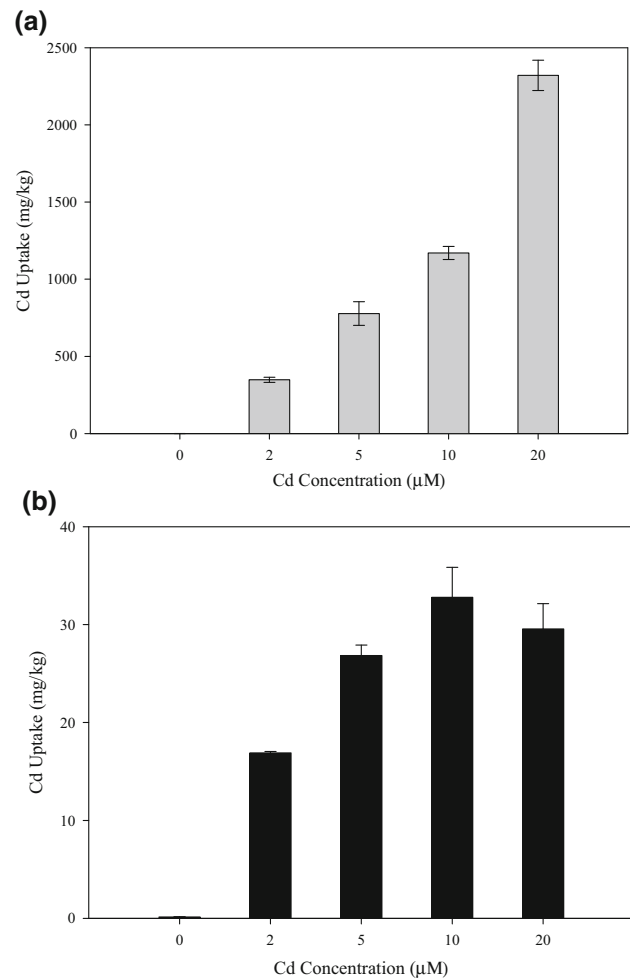 (a)
2500
2000
1500
1000
500
0
Cd Uptake (mg/kg)
0 2 5 10 20
Cd Concentration (µM)
(b)
40
30
20
10
0
Cd Uptake (mg/kg)
0 2 5 10 20
Cd Concentration (µM)